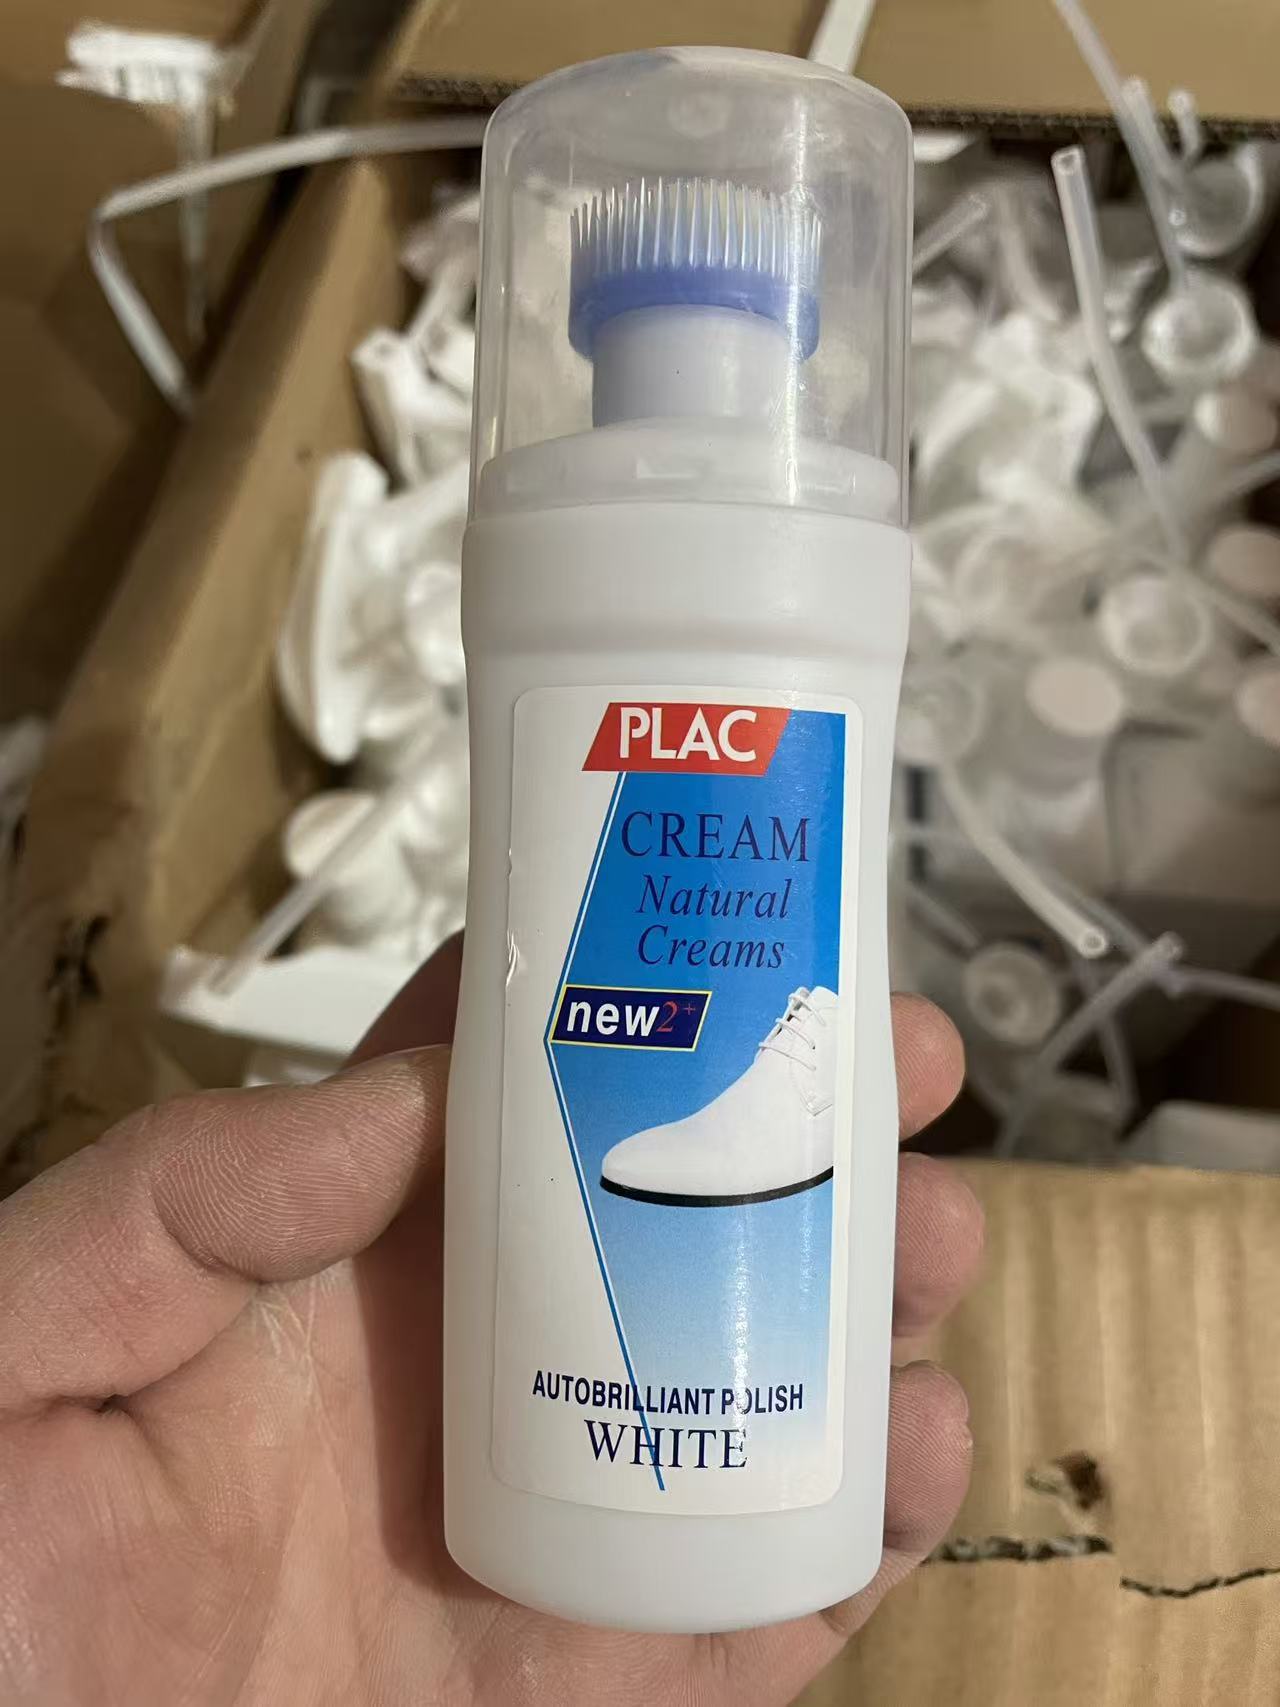 PLAC
CREAM
Natural
Creams
new2+
AUTOBRILLIANT POLISH
WHITE